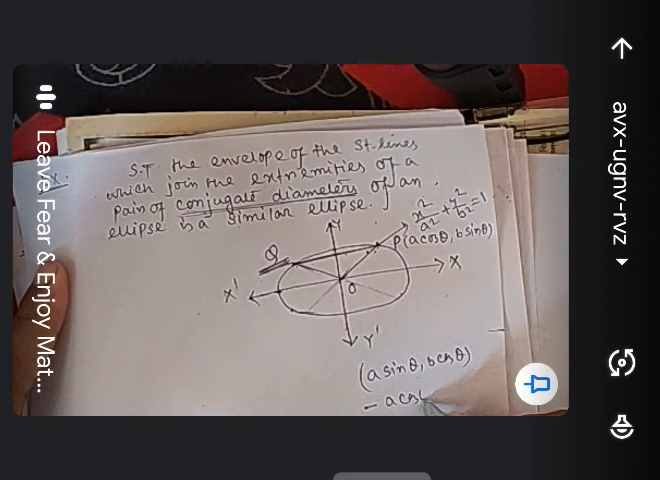 avx-ugnv-rvz
Leave Fear & Enjoy Mat...
S.T the envelope of the St. lines
which join the extriemities of a
pair of conjugate diameters of an
ellipse is a similar ellipse.
x²/a² + y²/b² = 1
P(a cosθ, b sinθ)
Q
Y
X
O
X'
Y'
(a sinθ, b cosθ)